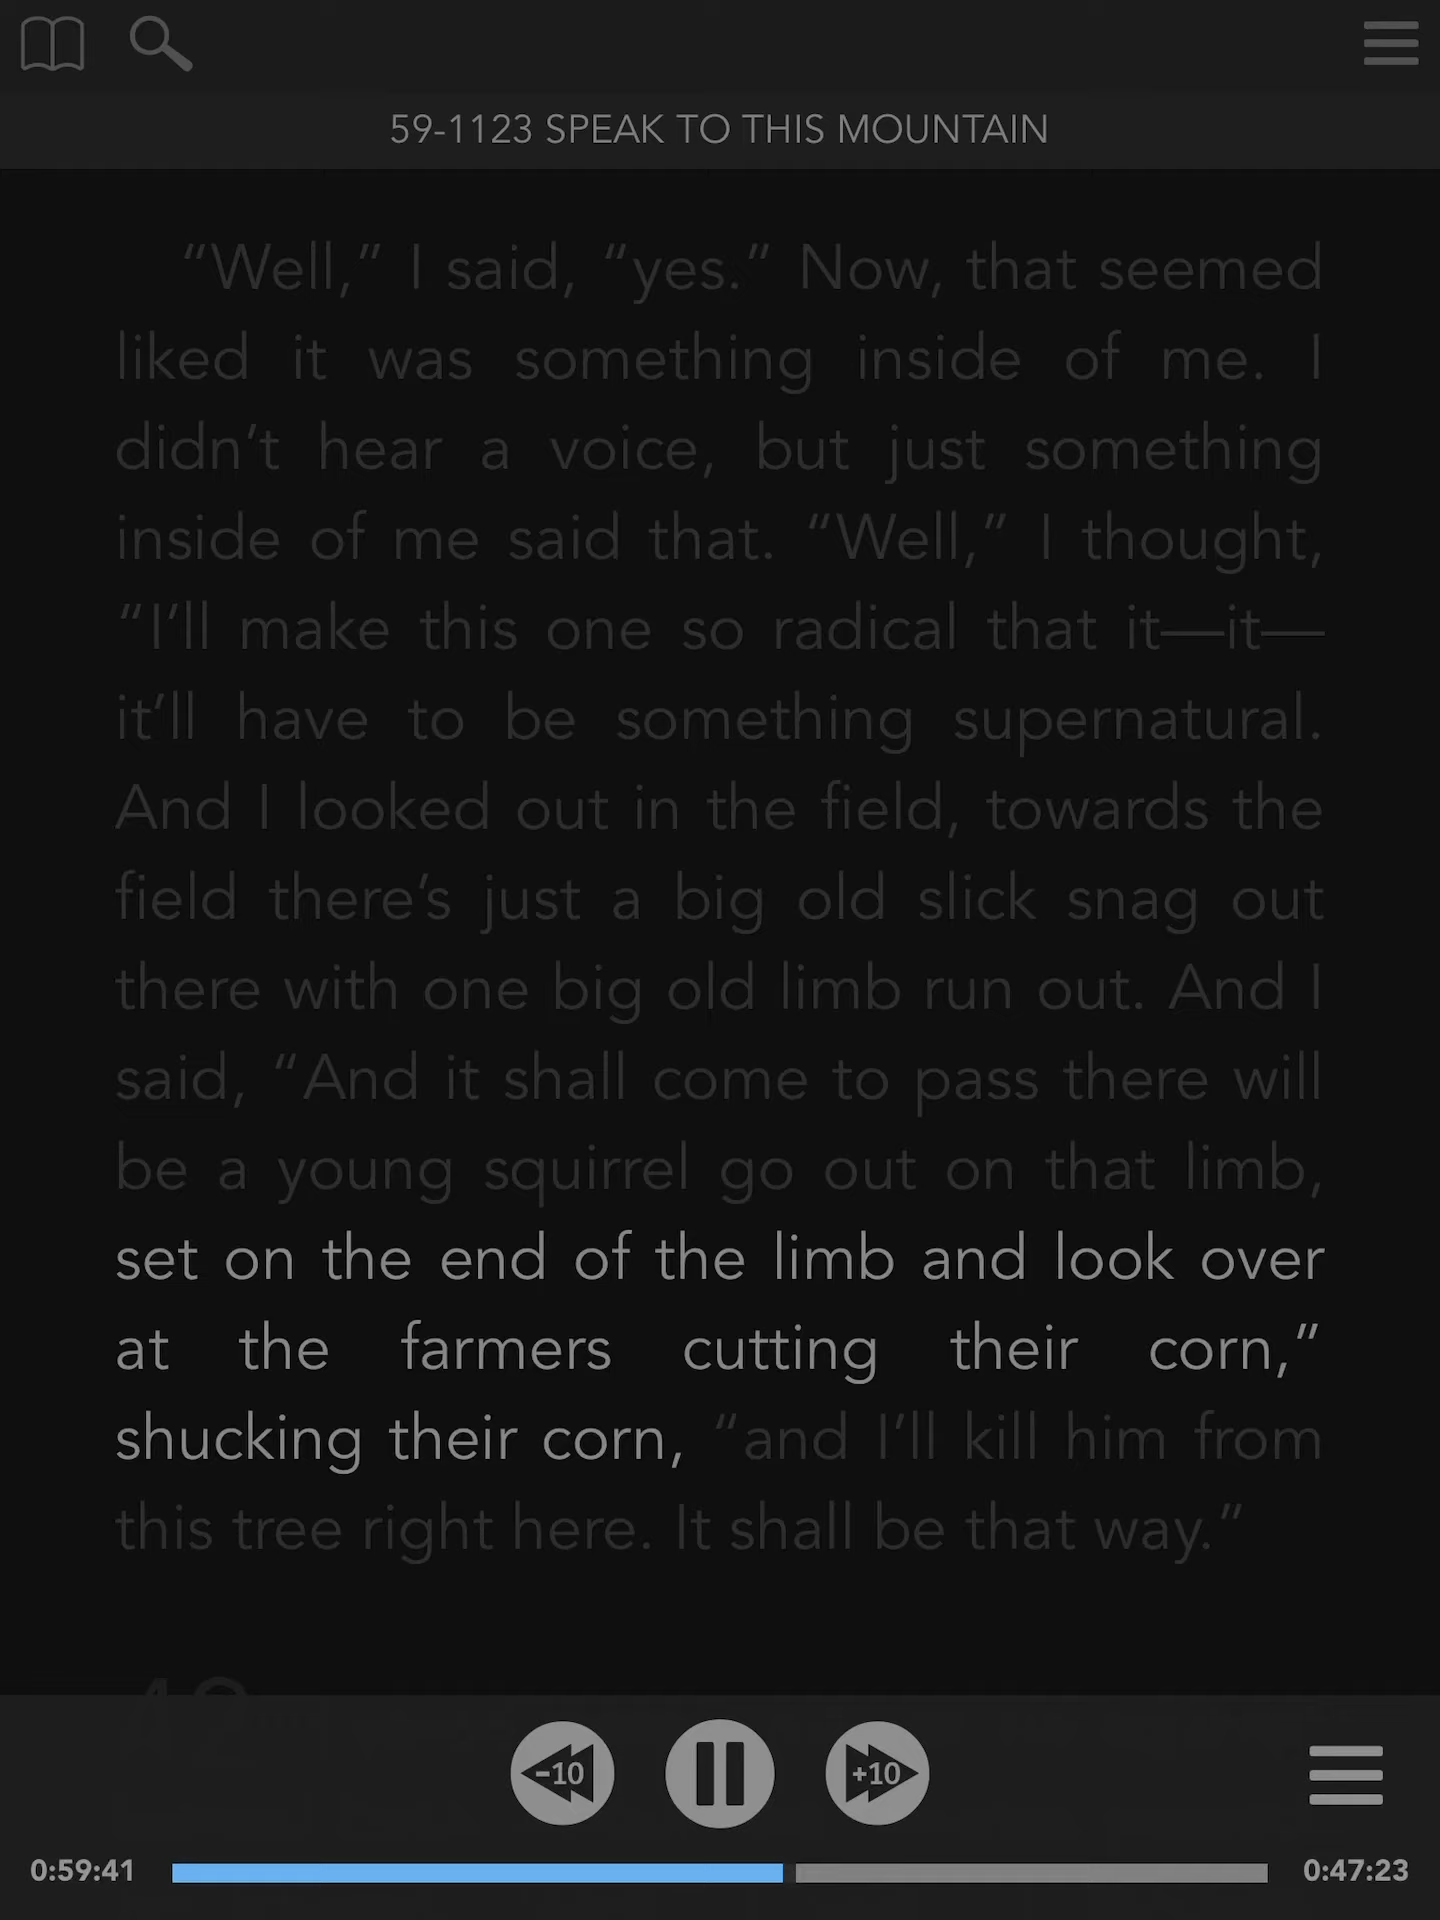 59-1123 SPEAK TO THIS MOUNTAIN
“Well,” I said, “yes.” Now, that seemed
liked it was something inside of me. I
didn’t hear a voice, but just something
inside of me said that. “Well,” I thought,
“I’ll make this one so radical that it—it—
it’ll have to be something supernatural.
And I looked out in the field, towards the
field there’s just a big old slick snag out
there with one big old limb run out. And I
said, “And it shall come to pass there will
be a young squirrel go out on that limb,
set on the end of the limb and look over
at the farmers cutting their corn,”
shucking their corn, “and I’ll kill him from
this tree right here. It shall be that way.”
-10 +10
0:59:41 0:47:23